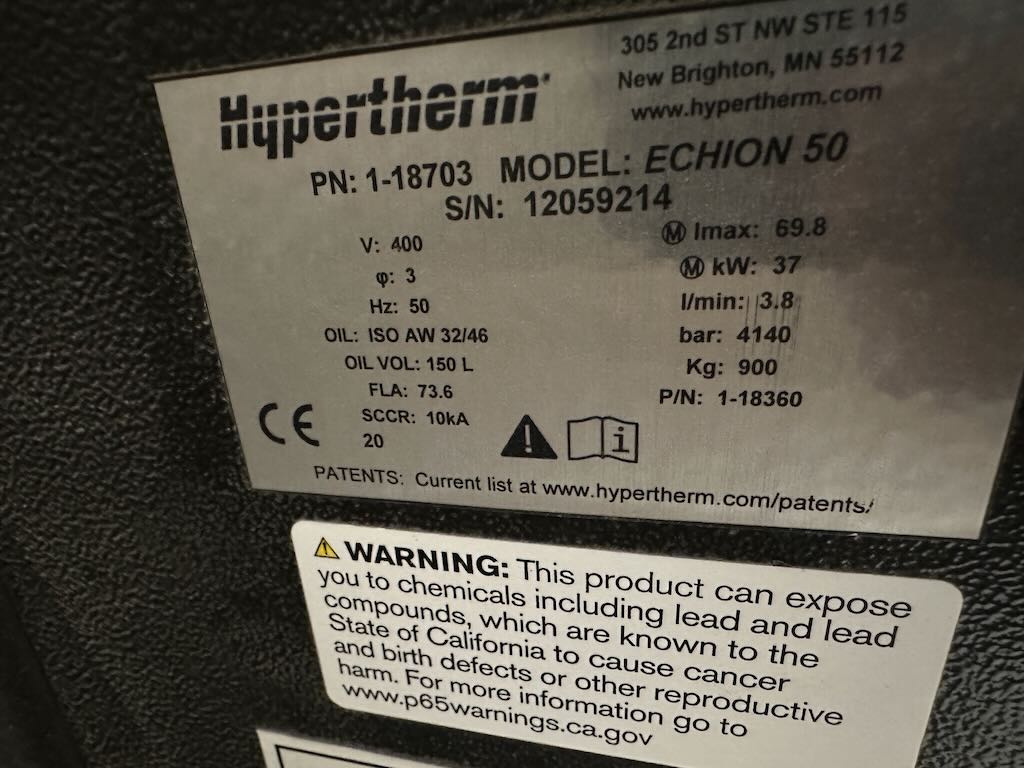 Hypertherm
305 2nd ST NW STE 115
New Brighton, MN 55112
www.hypertherm.com
PN: 1-18703 MODEL: ECHION 50
S/N: 12059214
V: 400
φ: 3
Hz: 50
OIL: ISO AW 32/46
OIL VOL: 150 L
FLA: 73.6
SCCR: 10kA
20
Ⓜ Imax: 69.8
Ⓜ kW: 37
l/min: 3.8
bar: 4140
Kg: 900
P/N: 1-18360
CE
i
PATENTS: Current list at www.hypertherm.com/patents/
WARNING: This product can expose
you to chemicals including lead and lead
compounds, which are known to the
State of California to cause cancer
and birth defects or other reproductive
harm. For more information go to
www.p65warnings.ca.gov